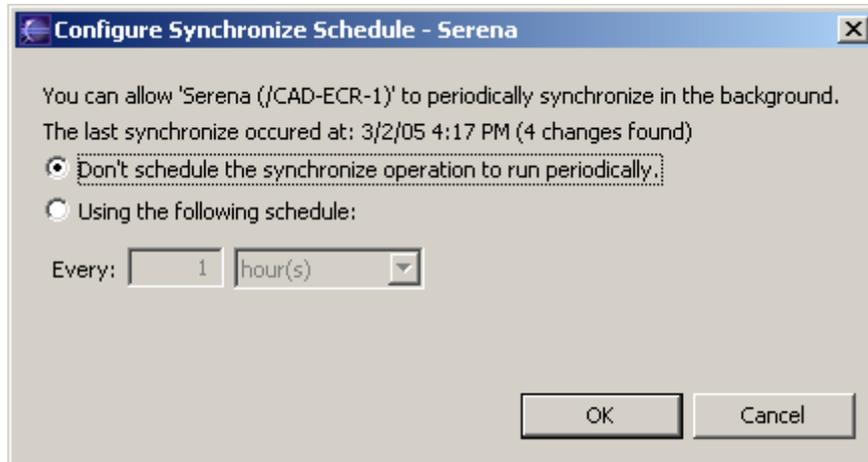 Configure Synchronize Schedule - Serena
You can allow 'Serena (/CAD-ECR-1)' to periodically synchronize in the background.
The last synchronize occured at: 3/2/05 4:17 PM (4 changes found)
Don't schedule the synchronize operation to run periodically.
Using the following schedule:
Every: 1 hour(s)
OK Cancel